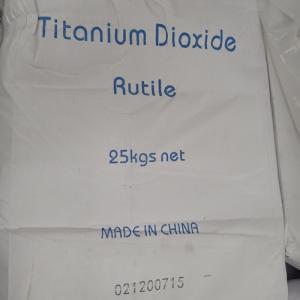 Titanium Dioxide
Rutile
25kgs net
MADE IN CHINA
021200715